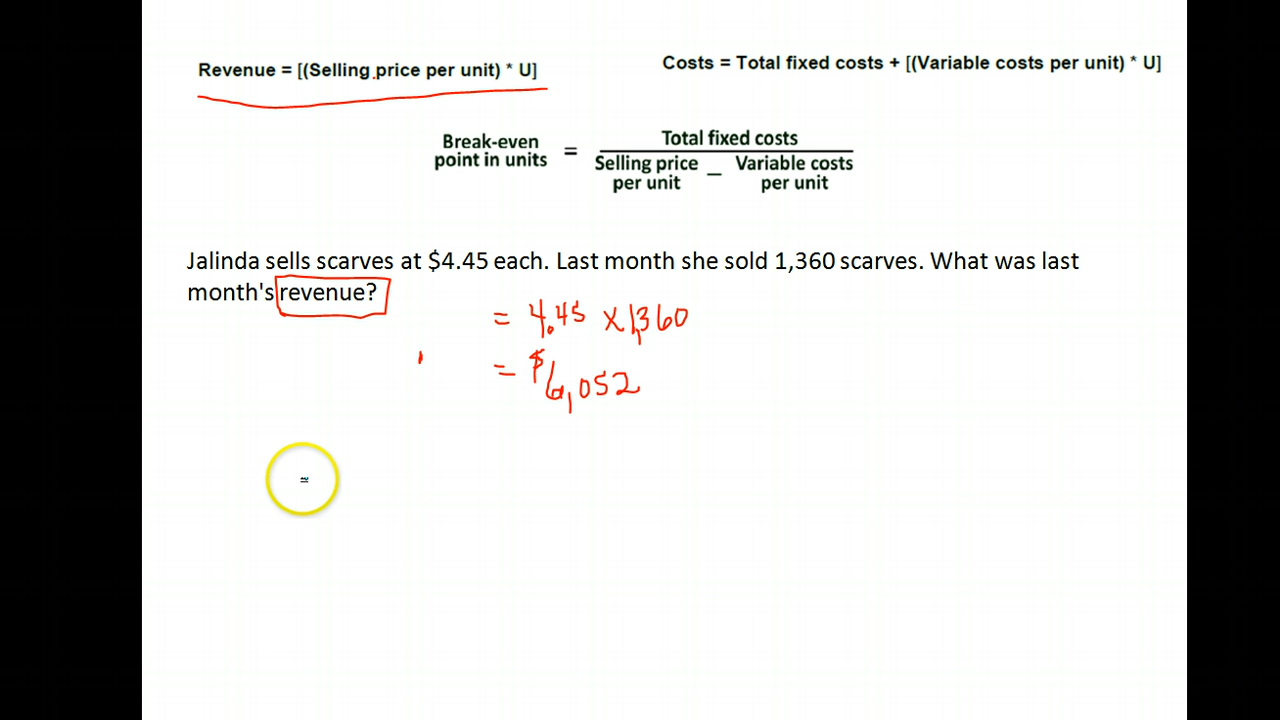 Revenue = [(Selling price per unit) * U]
Costs = Total fixed costs + [(Variable costs per unit) * U]
Break-even point in units = Total fixed costs
Selling price per unit – Variable costs per unit
Jalinda sells scarves at $4.45 each. Last month she sold 1,360 scarves. What was last
month's revenue?
= 4.45 x 1,360
= $6,052